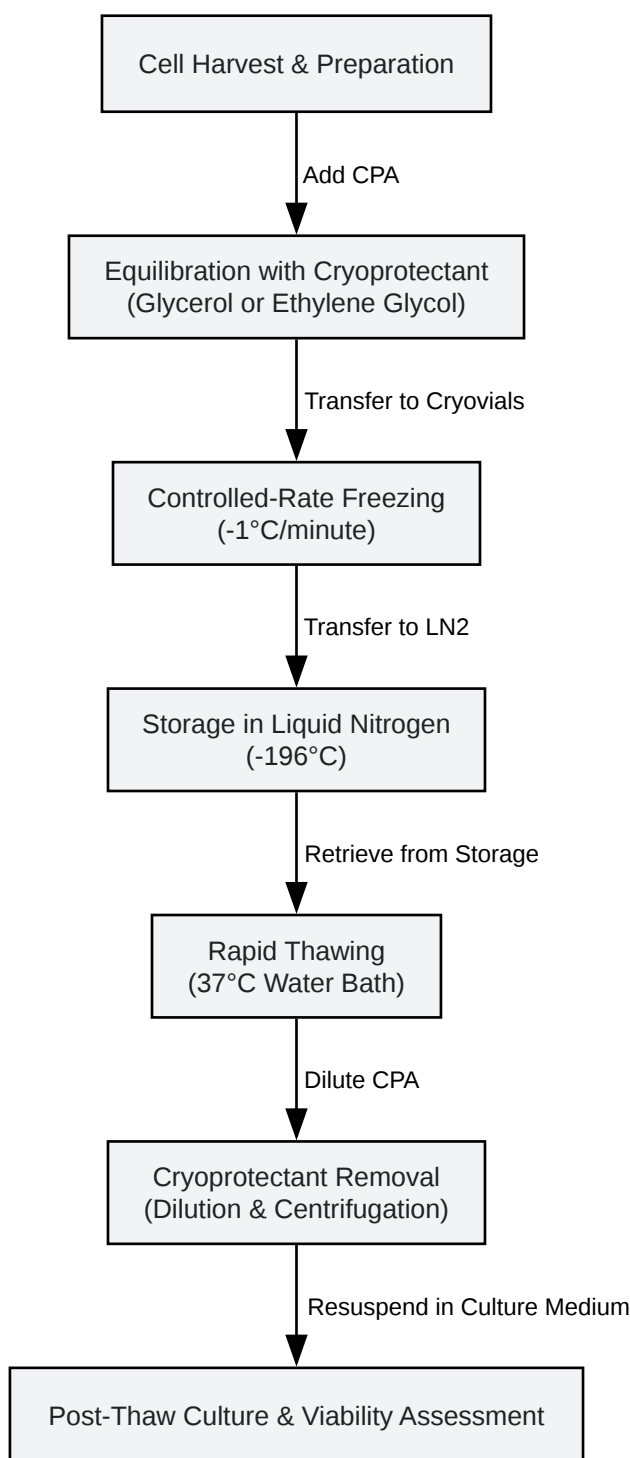 Cell Harvest & Preparation
Add CPA
Equilibration with Cryoprotectant
(Glycerol or Ethylene Glycol)
Transfer to Cryovials
Controlled-Rate Freezing
(-1°C/minute)
Transfer to LN2
Storage in Liquid Nitrogen
(-196°C)
Retrieve from Storage
Rapid Thawing
(37°C Water Bath)
Dilute CPA
Cryoprotectant Removal
(Dilution & Centrifugation)
Resuspend in Culture Medium
Post-Thaw Culture & Viability Assessment